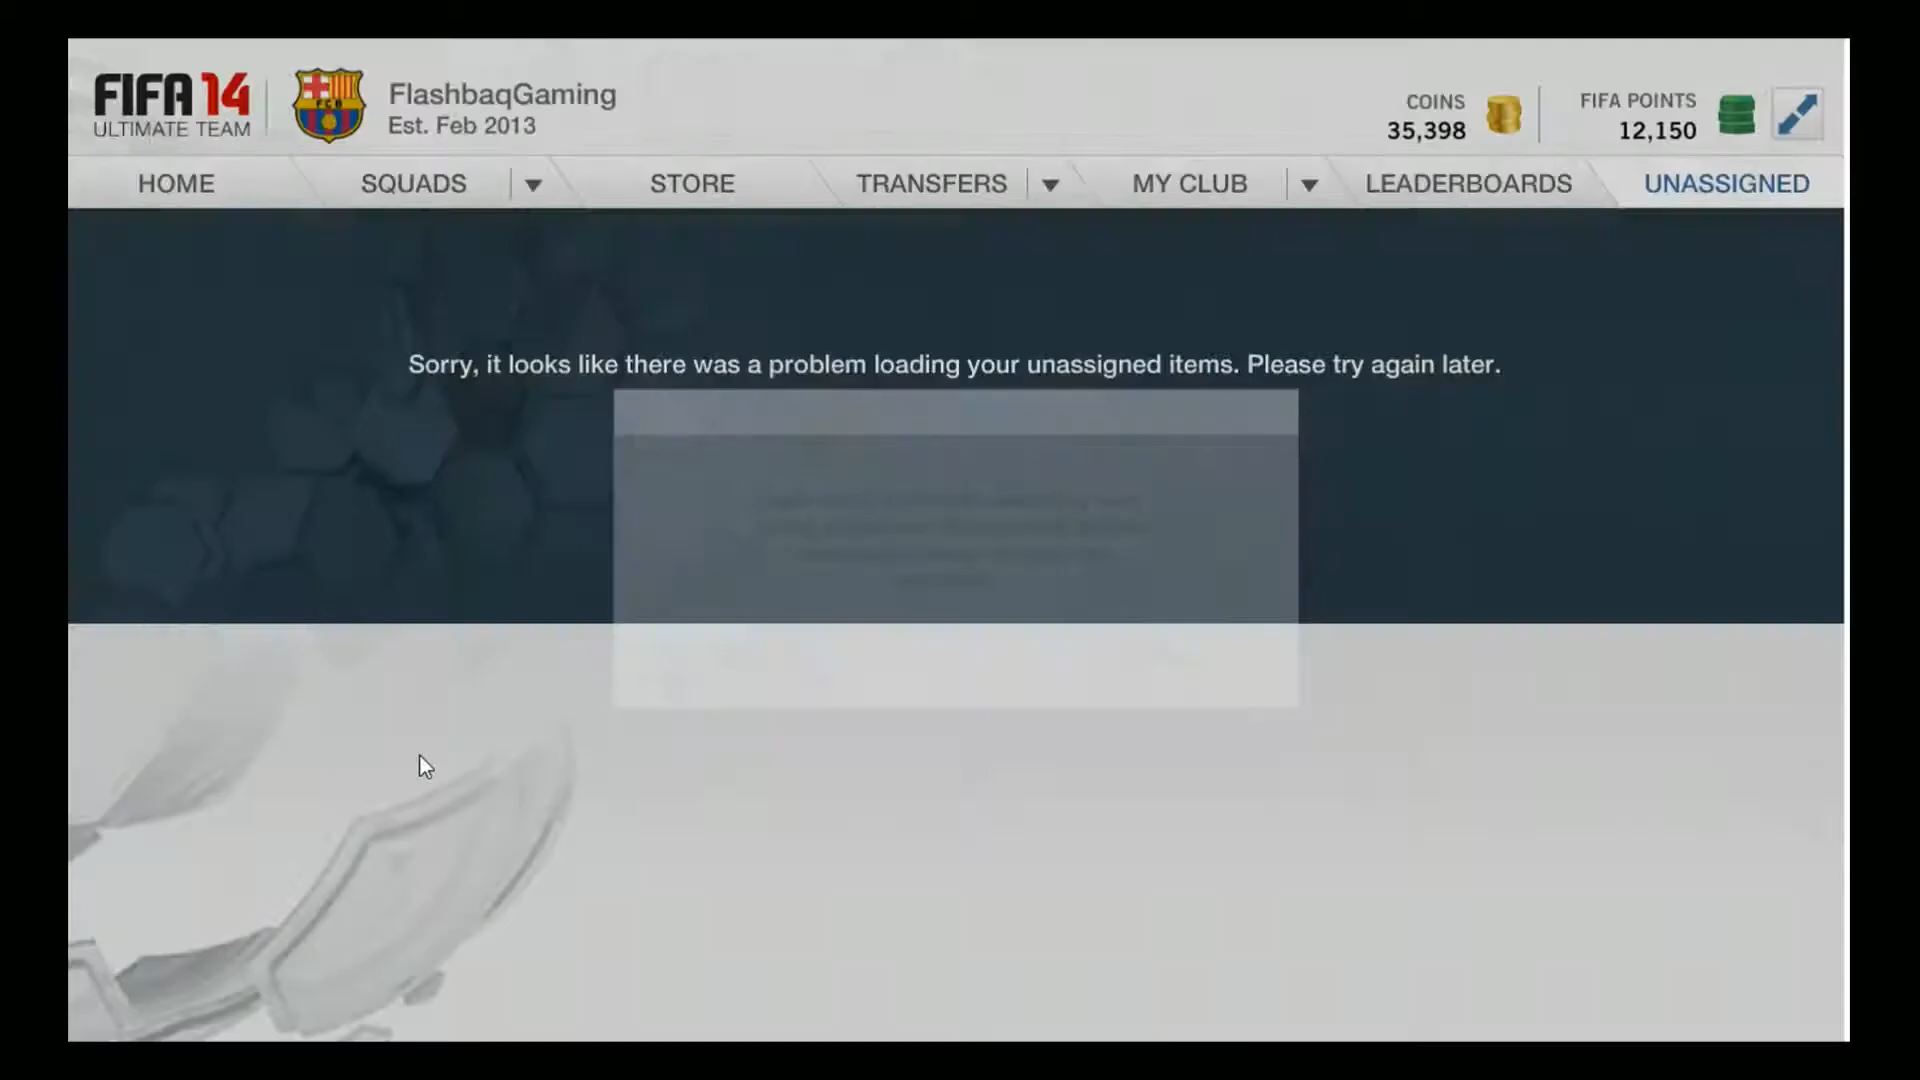 FIFA 14
ULTIMATE TEAM
FCB
FlashbaqGaming
Est. Feb 2013
COINS
35,398
FIFA POINTS
12,150
HOME
SQUADS
STORE
TRANSFERS
MY CLUB
LEADERBOARDS
UNASSIGNED
Sorry, it looks like there was a problem loading your unassigned items. Please try again later.